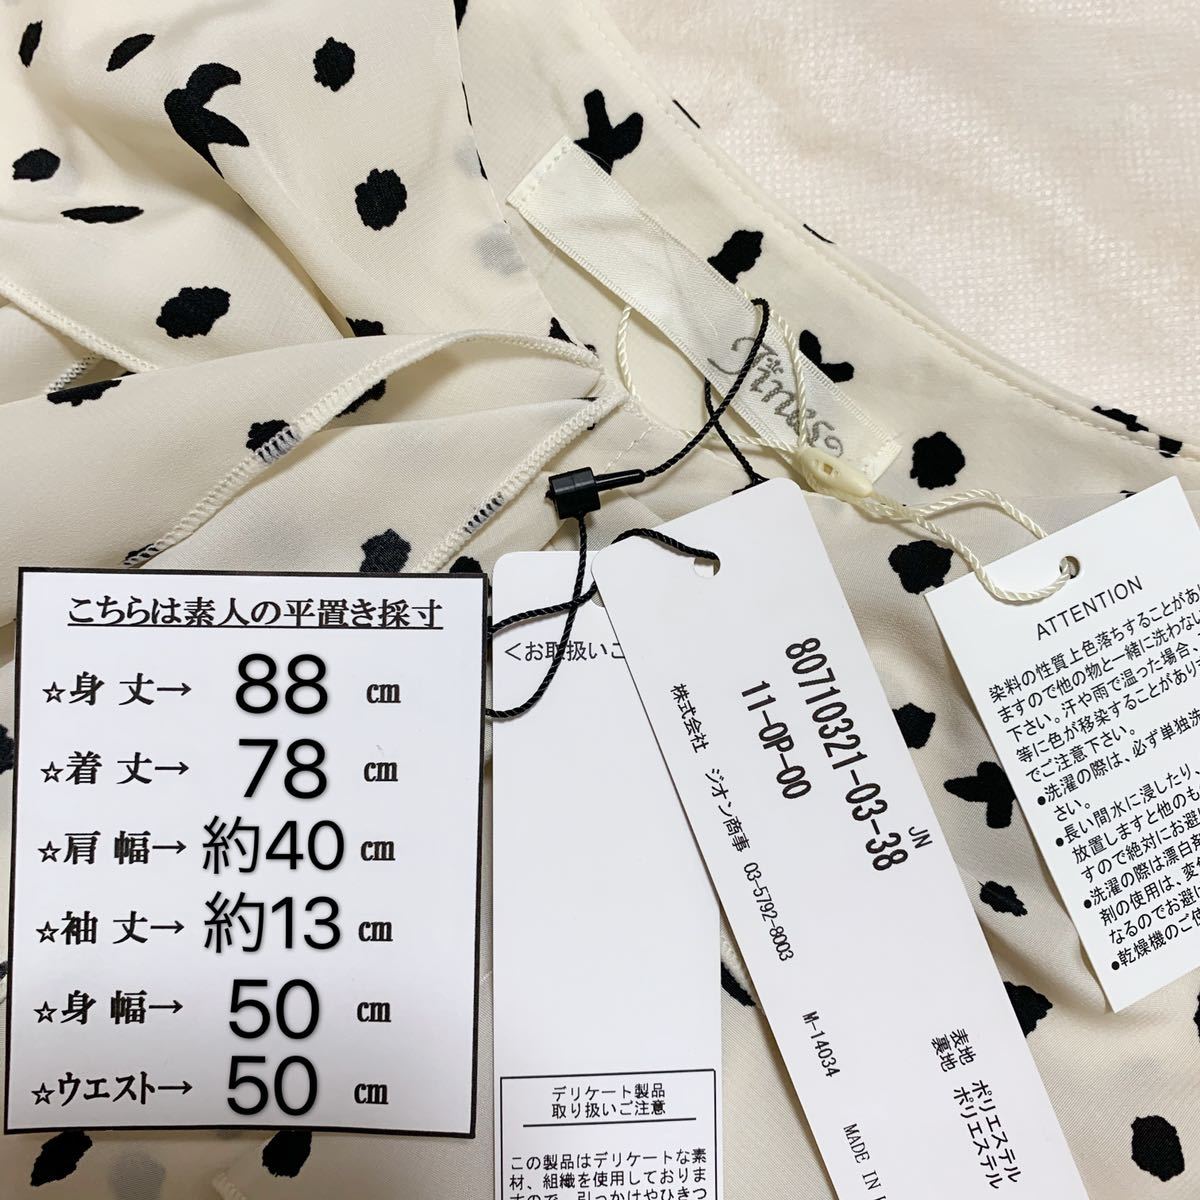 Jines
こちらは素人の平置き採寸
☆身 丈→ 88 ㎝
☆着 丈→ 78 ㎝
☆肩 幅→ 約40 ㎝
☆袖 丈→ 約13 ㎝
☆身 幅→ 50 ㎝
☆ウエスト→ 50 ㎝
<お取扱いご
デリケート製品
取り扱いご注意
この製品はデリケートな素
材、組織を使用しておりま
すので、引っかけやひきつ
JN
80710321-03-38
11-OP-00
株式会社 ジオン商事 03-5792-8003
M-14034 MADE IN
表地 ポリエステル
裏地 ポリエステル
ATTENTION
染料の性質上色落ちすることがあり
ますので他の物と一緒に洗わない
下さい。汗や雨で温った場合、
等に色が移染することがあり
でご注意下さい。
●洗濯の際は、必ず単独洗
さい。
●長い間水に浸したり、
放置しますと他のも
すので絶対にお避
●洗濯の際は漂白剤
剤の使用は、変
なるのでお避け
●乾燥機のご使